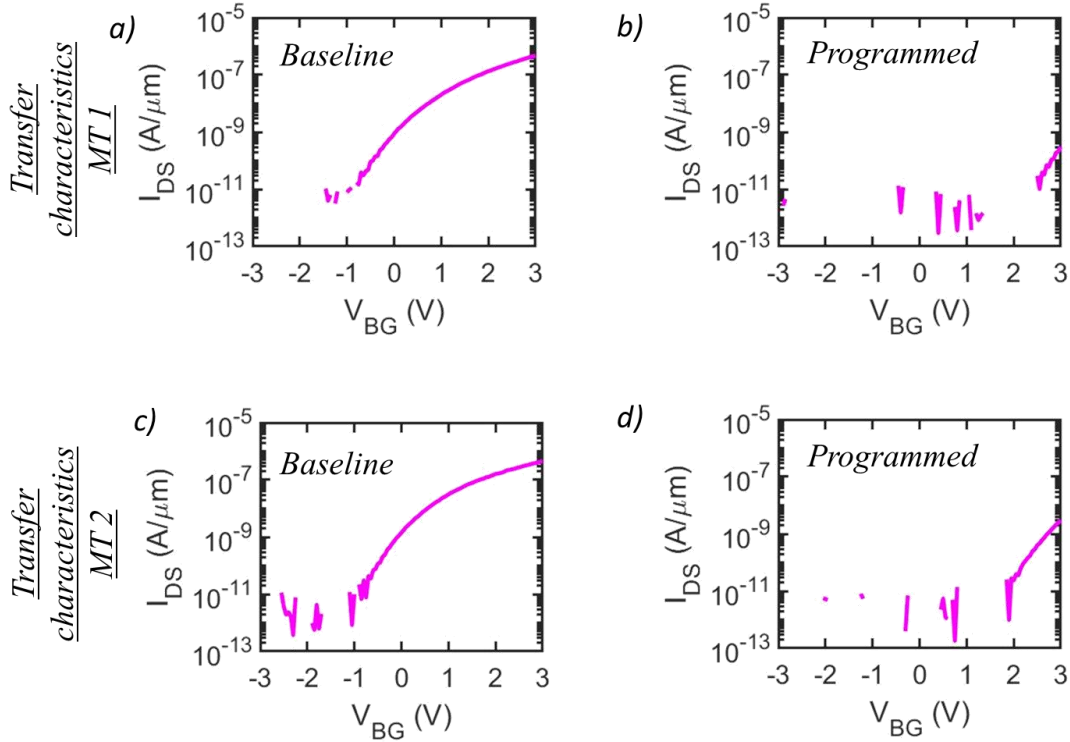 a)
Transfer
characteristics
MT 1
Baseline
I_DS (A/μm)
10^-5
10^-7
10^-9
10^-11
10^-13
-3 -2 -1 0 1 2 3
V_BG (V)
b)
Programmed
I_DS (A/μm)
10^-5
10^-7
10^-9
10^-11
10^-13
-3 -2 -1 0 1 2 3
V_BG (V)
c)
Transfer
characteristics
MT 2
Baseline
I_DS (A/μm)
10^-5
10^-7
10^-9
10^-11
10^-13
-3 -2 -1 0 1 2 3
V_BG (V)
d)
Programmed
I_DS (A/μm)
10^-5
10^-7
10^-9
10^-11
10^-13
-3 -2 -1 0 1 2 3
V_BG (V)